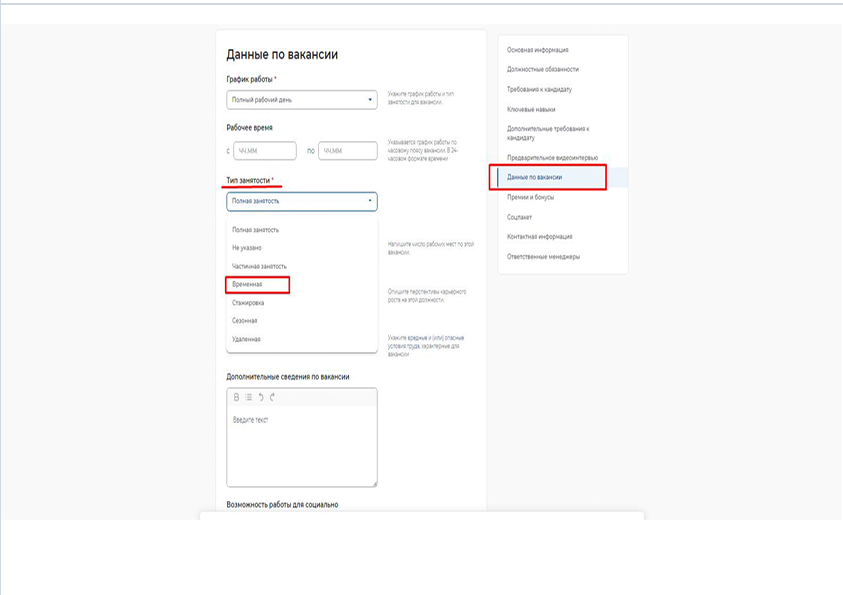 Данные по вакансии
График работы *
Полный рабочий день
Укажите график работы и тип
занятости для вакансии.
Рабочее время
с ЧЧ.ММ по ЧЧ.ММ
Указывается график работы по
часовому поясу вакансии. В 24-
часовом формате времени
Тип занятости *
Полная занятость
Полная занятость
Не указано
Частичная занятость
Временная
Стажировка
Сезонная
Удаленная
Напишите число рабочих мест по этой
вакансии.
Опишите перспективы карьерного
роста на этой должности.
Укажите вредные и (или) опасные
условия труда, характерные для
вакансии
Дополнительные сведения по вакансии
B
Введите текст
Возможность работы для социально
Основная информация
Должностные обязанности
Требования к кандидату
Ключевые навыки
Дополнительные требования к
кандидату
Предварительное видеоинтервью
Данные по вакансии
Премии и бонусы
Соцпакет
Контактная информация
Ответственные менеджеры